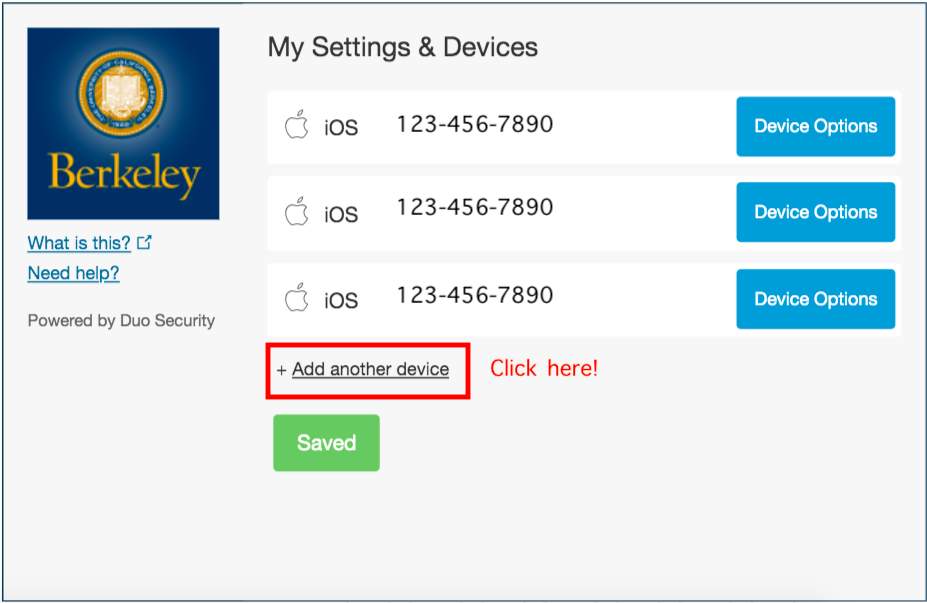 My Settings & Devices
iOS 123-456-7890 Device Options
iOS 123-456-7890 Device Options
iOS 123-456-7890 Device Options
+ Add another device Click here!
Saved
Berkeley
What is this?
Need help?
Powered by Duo Security